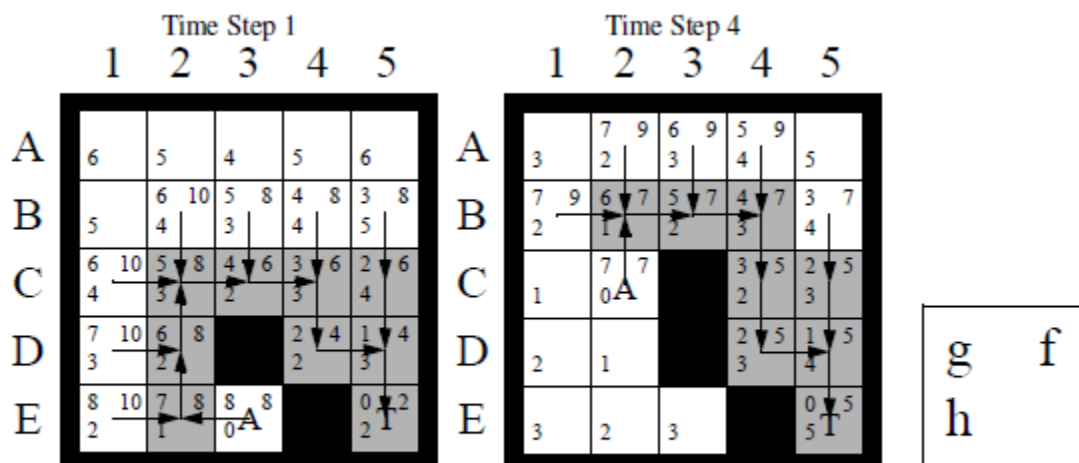 Time Step 1
1 2 3 4 5
A
6 5 4 5 6
B
6 10 5 8 4 8 3 8
5 4 3 4 5
C
6 10 5 8 4 6 3 6 2 6
4 3 2 3 4
D
7 10 6 8 2 4 1 4
3 2 2 3
E
8 10 7 8 8 8 0 2
2 1 0 A 2 T
Time Step 4
1 2 3 4 5
A
7 9 6 9 5 9
3 2 3 4 5
B
7 9 6 7 5 7 4 7 3 7
2 1 2 3 4
C
7 7 3 5 2 5
1 0 A 2 3
D
2 5 1 5
2 1 3 4
E
0 5
3 2 3 5 T
g f
h